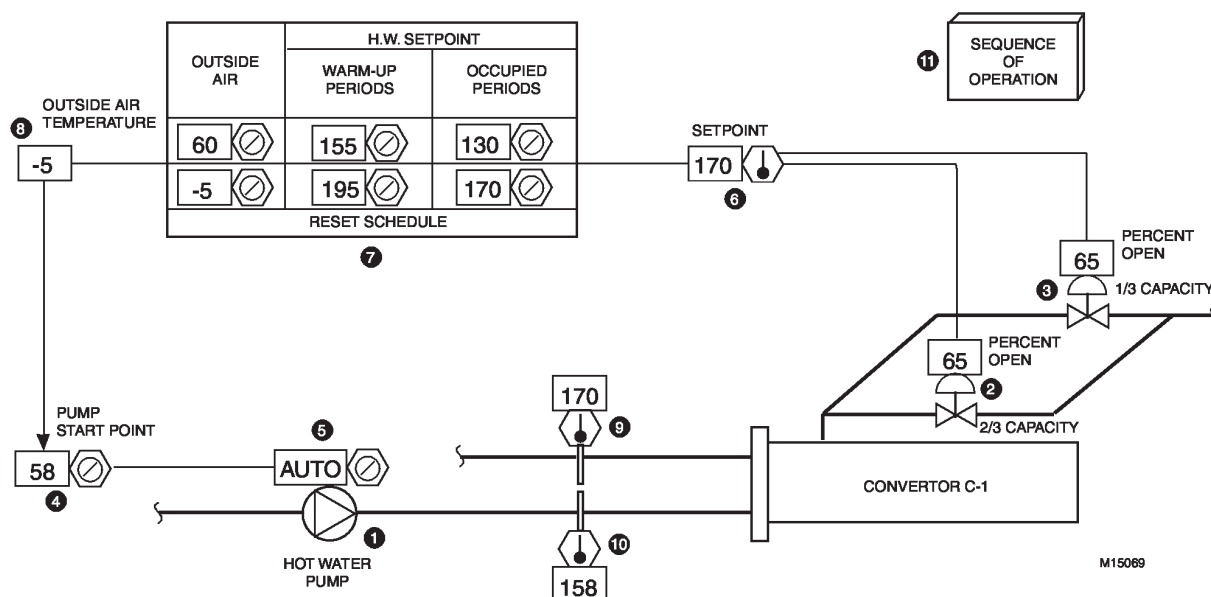 H.W. SETPOINT
OUTSIDE
AIR
WARM-UP
PERIODS
OCCUPIED
PERIODS
60
155
130
-5
195
170
RESET SCHEDULE
7
8
OUTSIDE AIR
TEMPERATURE
-5
SETPOINT
170
6
11
SEQUENCE
OF
OPERATION
PERCENT
OPEN
65
3
1/3 CAPACITY
PERCENT
OPEN
65
2
2/3 CAPACITY
PUMP
START POINT
58
4
5
AUTO
1
HOT WATER
PUMP
170
9
10
158
CONVERTOR C-1
M15069